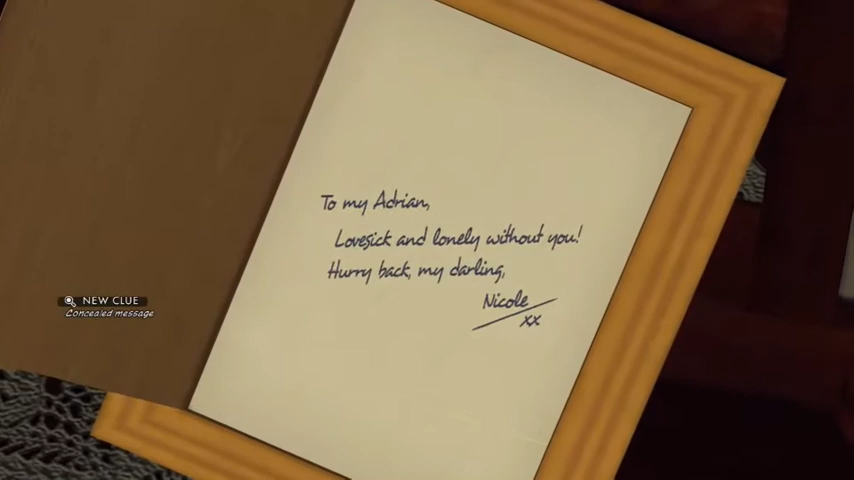 To my Adrian,
Lovesick and lonely without you!
Hurry back, my darling,
Nicole
xx
NEW CLUE
Concealed message